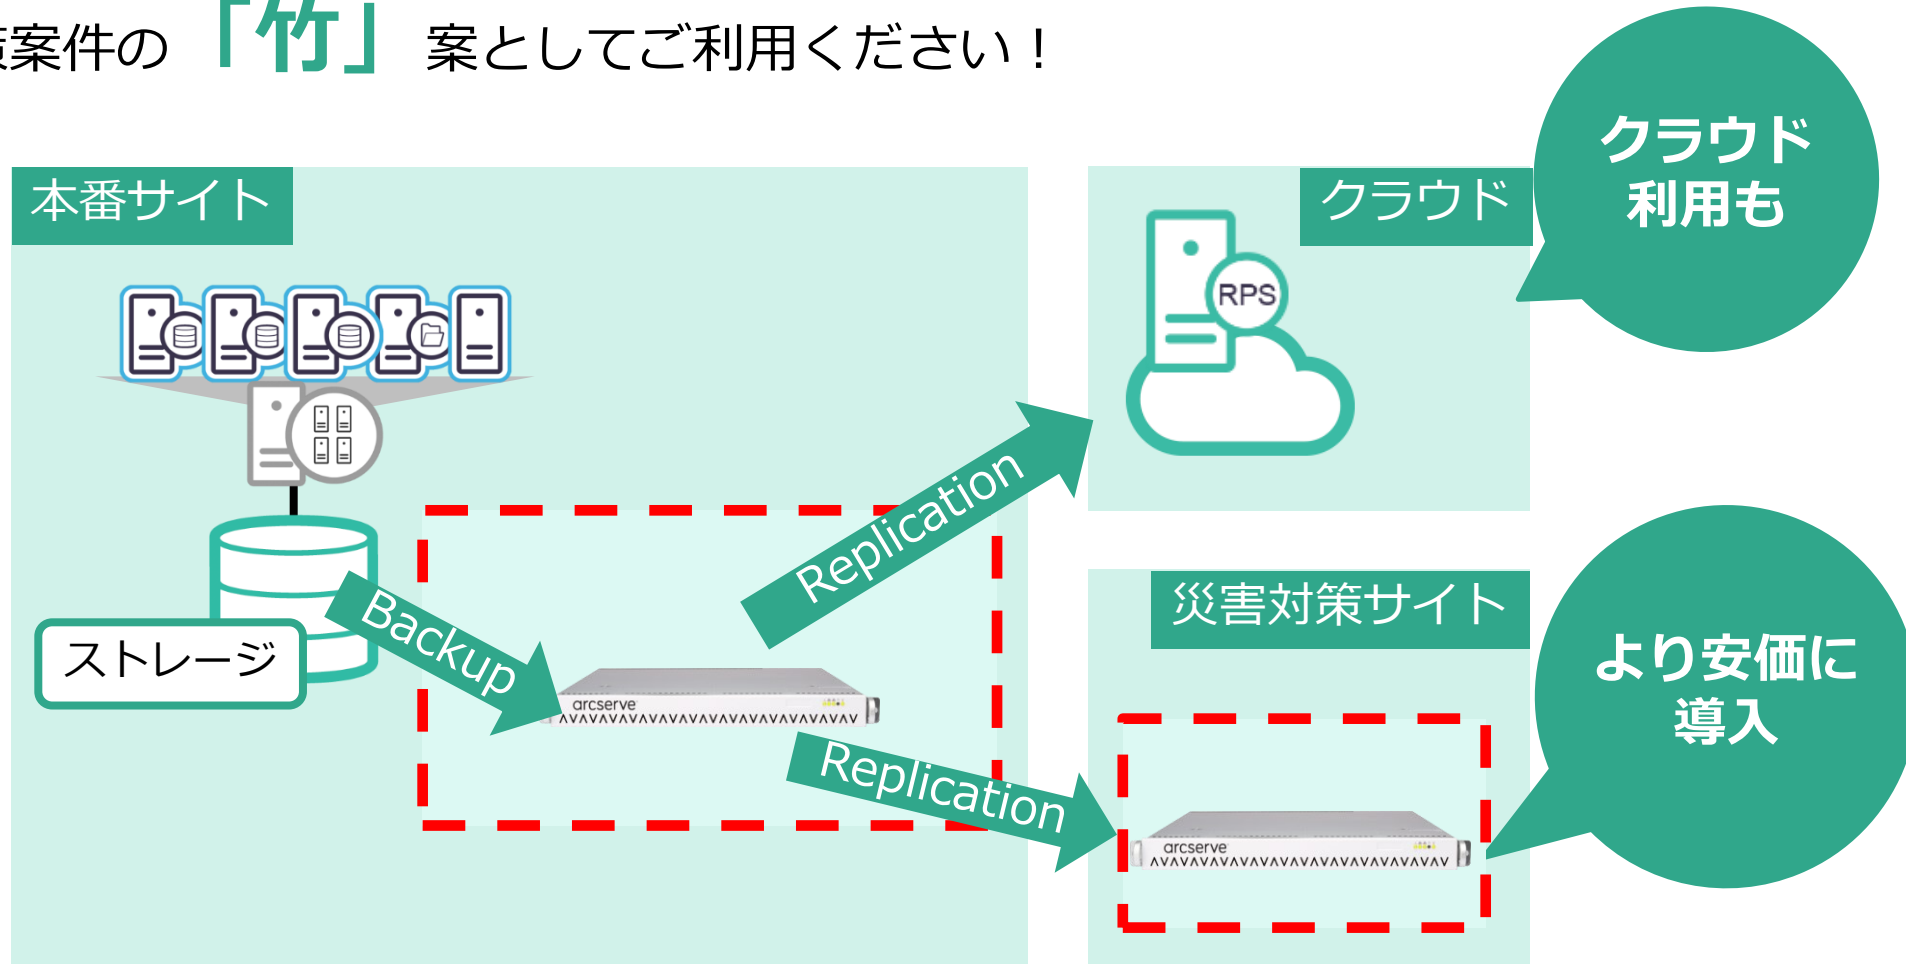 案件の「竹」案としてご利用ください！
本番サイト
クラウド
クラウド
利用も
RPS
Replication
Backup
ストレージ
arcserve
災害対策サイト
より安価に
導入
Replication
arcserve